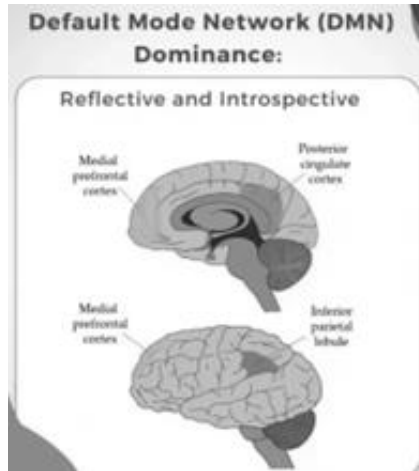 Default Mode Network (DMN)
Dominance:
Reflective and Introspective
Medial
prefrontal
cortex
Posterior
cingulate
cortex
Medial
prefrontal
cortex
Inferior
parietal
lobule